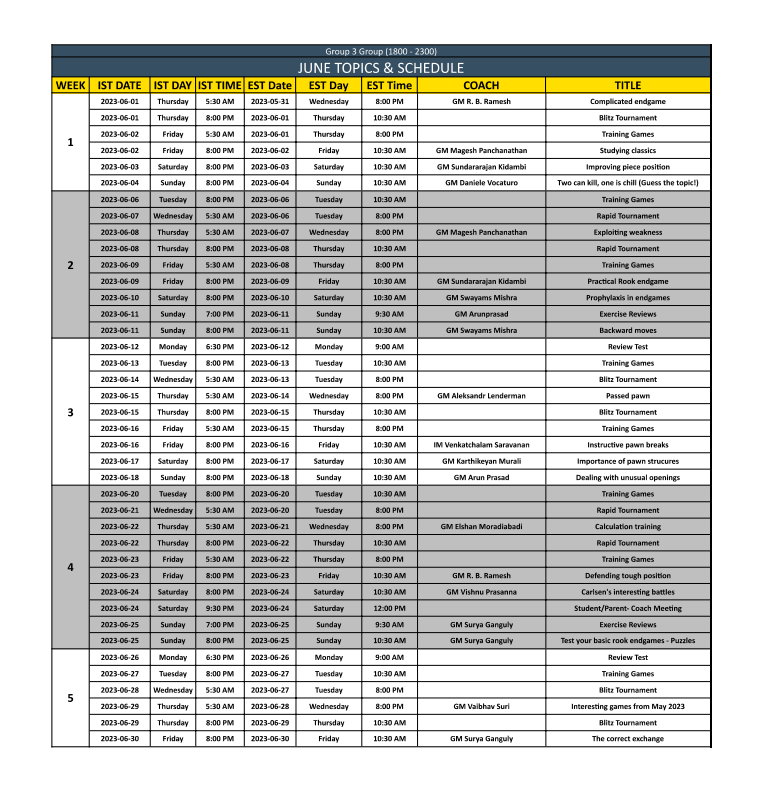 Group 3 Group (1800 - 2300)
JUNE TOPICS & SCHEDULE
WEEK IST DATE IST DAY IST TIME EST Date EST Day EST Time COACH TITLE
2023-06-01 Thursday 5:30 AM 2023-05-31 Wednesday 8:00 PM GM R. B. Ramesh Complicated endgame
2023-06-01 Thursday 8:00 PM 2023-06-01 Thursday 10:30 AM Blitz Tournament
2023-06-02 Friday 5:30 AM 2023-06-01 Thursday 8:00 PM Training Games
1
2023-06-02 Friday 8:00 PM 2023-06-02 Friday 10:30 AM GM Magesh Panchanathan Studying classics
2023-06-03 Saturday 8:00 PM 2023-06-03 Saturday 10:30 AM GM Sundararajan Kidambi Improving piece position
2023-06-04 Sunday 8:00 PM 2023-06-04 Sunday 10:30 AM GM Daniele Vocaturo Two can kill, one is chill (Guess the topic!)
2023-06-06 Tuesday 8:00 PM 2023-06-06 Tuesday 10:30 AM Training Games
2023-06-07 Wednesday 5:30 AM 2023-06-06 Tuesday 8:00 PM Rapid Tournament
2023-06-08 Thursday 5:30 AM 2023-06-07 Wednesday 8:00 PM GM Magesh Panchanathan Exploiting weakness
2023-06-08 Thursday 8:00 PM 2023-06-08 Thursday 10:30 AM Rapid Tournament
2 2023-06-09 Friday 5:30 AM 2023-06-08 Thursday 8:00 PM Training Games
2023-06-09 Friday 8:00 PM 2023-06-09 Friday 10:30 AM GM Sundararajan Kidambi Practical Rook endgame
2023-06-10 Saturday 8:00 PM 2023-06-10 Saturday 10:30 AM GM Swayams Mishra Prophylaxis in endgames
2023-06-11 Sunday 7:00 PM 2023-06-11 Sunday 9:30 AM GM Arunprasad Exercise Reviews
2023-06-11 Sunday 8:00 PM 2023-06-11 Sunday 10:30 AM GM Swayams Mishra Backward moves
2023-06-12 Monday 6:30 PM 2023-06-12 Monday 9:00 AM Review Test
2023-06-13 Tuesday 8:00 PM 2023-06-13 Tuesday 10:30 AM Training Games
2023-06-14 Wednesday 5:30 AM 2023-06-13 Tuesday 8:00 PM Blitz Tournament
2023-06-15 Thursday 5:30 AM 2023-06-14 Wednesday 8:00 PM GM Aleksandr Lenderman Passed pawn
3 2023-06-15 Thursday 8:00 PM 2023-06-15 Thursday 10:30 AM Blitz Tournament
2023-06-16 Friday 5:30 AM 2023-06-15 Thursday 8:00 PM Training Games
2023-06-16 Friday 8:00 PM 2023-06-16 Friday 10:30 AM IM Venkatchalam Saravanan Instructive pawn breaks
2023-06-17 Saturday 8:00 PM 2023-06-17 Saturday 10:30 AM GM Karthikeyan Murali Importance of pawn strucures
2023-06-18 Sunday 8:00 PM 2023-06-18 Sunday 10:30 AM GM Arun Prasad Dealing with unusual openings
2023-06-20 Tuesday 8:00 PM 2023-06-20 Tuesday 10:30 AM Training Games
2023-06-21 Wednesday 5:30 AM 2023-06-20 Tuesday 8:00 PM Rapid Tournament
2023-06-22 Thursday 5:30 AM 2023-06-21 Wednesday 8:00 PM GM Elshan Moradiabadi Calculation training
2023-06-22 Thursday 8:00 PM 2023-06-22 Thursday 10:30 AM Rapid Tournament
2023-06-23 Friday 5:30 AM 2023-06-22 Thursday 8:00 PM Training Games
4
2023-06-23 Friday 8:00 PM 2023-06-23 Friday 10:30 AM GM R. B. Ramesh Defending tough position
2023-06-24 Saturday 8:00 PM 2023-06-24 Saturday 10:30 AM GM Vishnu Prasanna Carlsen's interesting battles
2023-06-24 Saturday 9:30 PM 2023-06-24 Saturday 12:00 PM Student/Parent- Coach Meeting
2023-06-25 Sunday 7:00 PM 2023-06-25 Sunday 9:30 AM GM Surya Ganguly Exercise Reviews
2023-06-25 Sunday 8:00 PM 2023-06-25 Sunday 10:30 AM GM Surya Ganguly Test your basic rook endgames - Puzzles
2023-06-26 Monday 6:30 PM 2023-06-26 Monday 9:00 AM Review Test
2023-06-27 Tuesday 8:00 PM 2023-06-27 Tuesday 10:30 AM Training Games
2023-06-28 Wednesday 5:30 AM 2023-06-27 Tuesday 8:00 PM Blitz Tournament
5
2023-06-29 Thursday 5:30 AM 2023-06-28 Wednesday 8:00 PM GM Vaibhav Suri Interesting games from May 2023
2023-06-29 Thursday 8:00 PM 2023-06-29 Thursday 10:30 AM Blitz Tournament
2023-06-30 Friday 8:00 PM 2023-06-30 Friday 10:30 AM GM Surya Ganguly The correct exchange